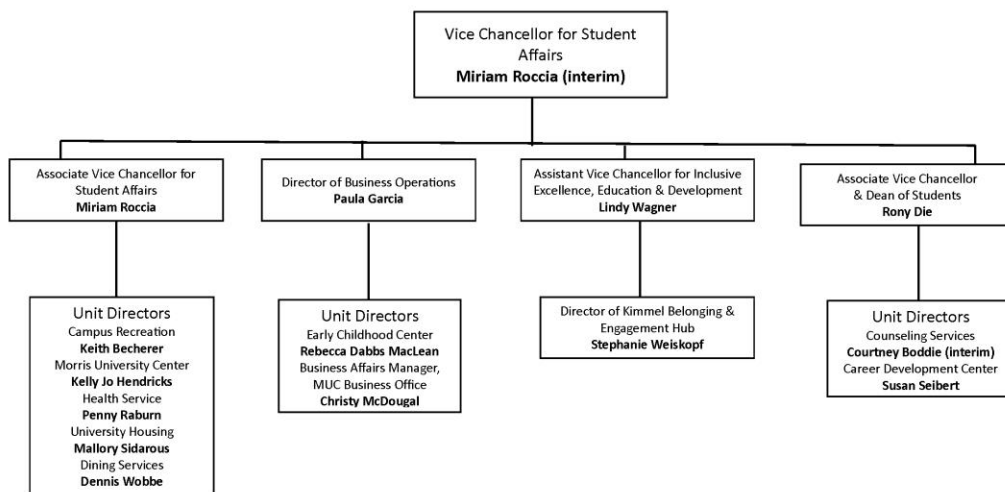 Vice Chancellor for Student
Affairs
Miriam Roccia (interim)
Associate Vice Chancellor for
Student Affairs
Miriam Roccia
Director of Business Operations
Paula Garcia
Assistant Vice Chancellor for Inclusive
Excellence, Education & Development
Lindy Wagner
Associate Vice Chancellor
& Dean of Students
Rony Die
Unit Directors
Campus Recreation
Keith Becherer
Morris University Center
Kelly Jo Hendricks
Health Service
Penny Raburn
University Housing
Mallory Sidarous
Dining Services
Dennis Wobbe
Unit Directors
Early Childhood Center
Rebecca Dabbs MacLean
Business Affairs Manager,
MUC Business Office
Christy McDougal
Director of Kimmel Belonging &
Engagement Hub
Stephanie Weiskopf
Unit Directors
Counseling Services
Courtney Boddie (interim)
Career Development Center
Susan Seibert